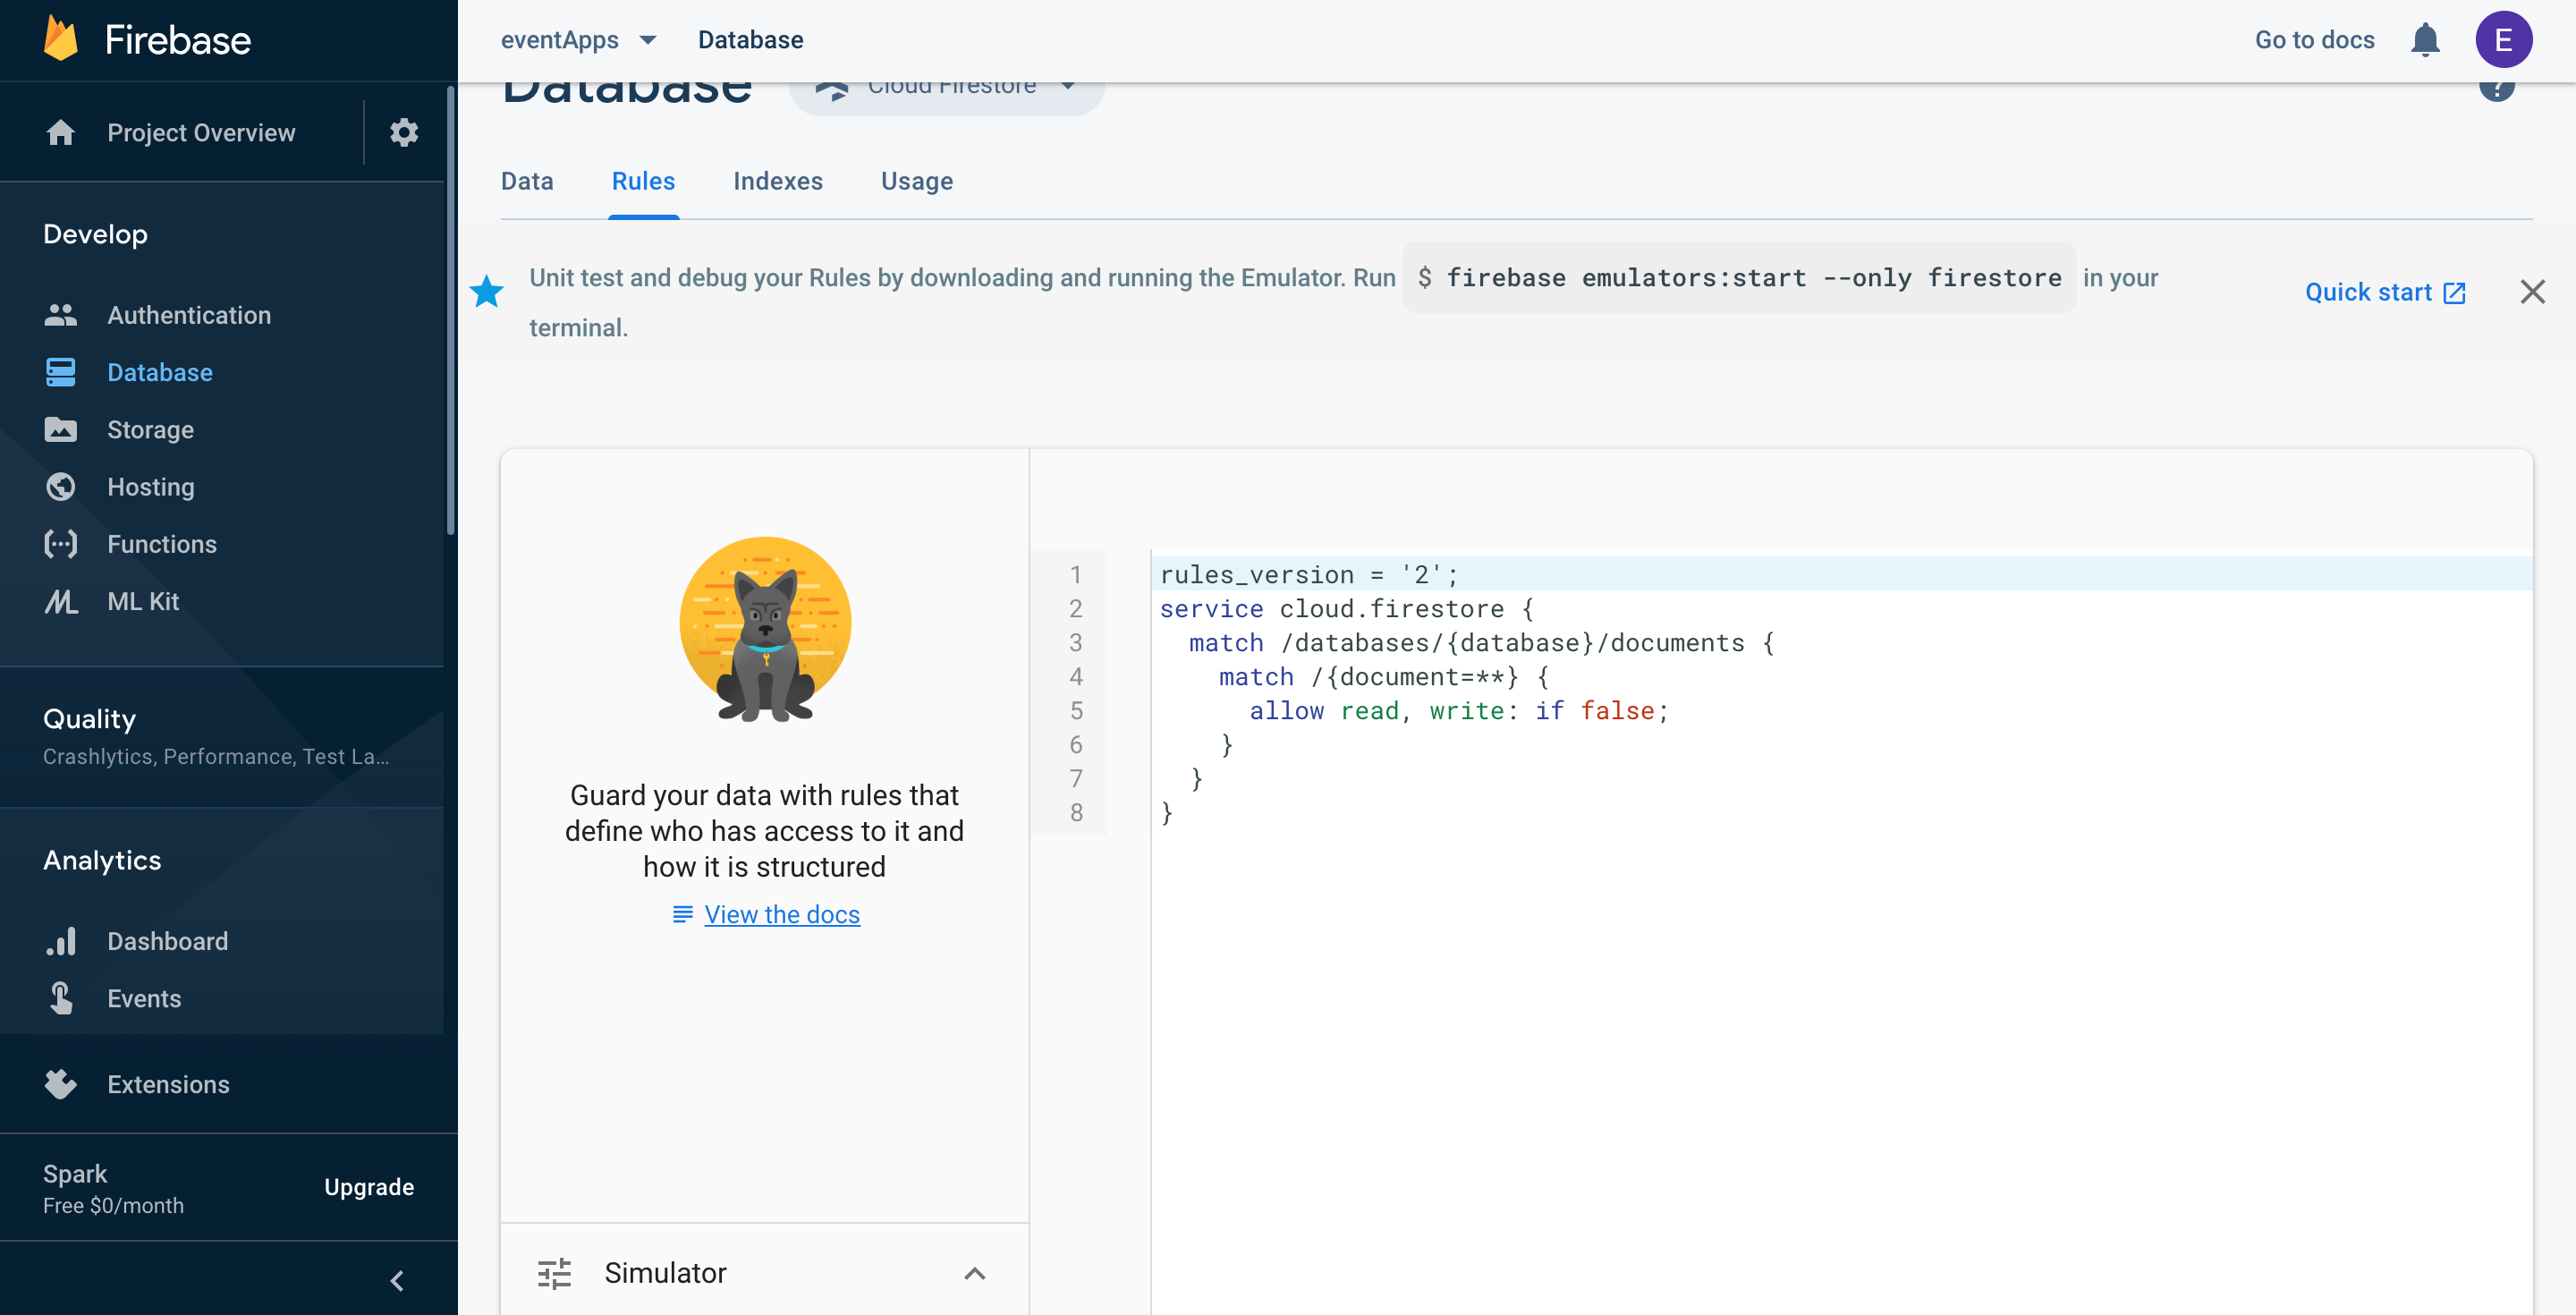 Firebase
eventApps
Database
Go to docs
E
Project Overview
Database
Cloud Firestore
?
Data
Rules
Indexes
Usage
Develop
Authentication
Database
Storage
Hosting
Functions
ML Kit
Quality
Crashlytics, Performance, Test La...
Analytics
Dashboard
Events
Extensions
Spark
Free $0/month
Upgrade
Unit test and debug your Rules by downloading and running the Emulator. Run $ firebase emulators:start --only firestore in your
terminal.
Quick start
Guard your data with rules that
define who has access to it and
how it is structured
View the docs
Simulator
1 rules_version = '2';
2 service cloud.firestore {
3 match /databases/{database}/documents {
4 match /{document=**} {
5 allow read, write: if false;
6 }
7 }
8 }